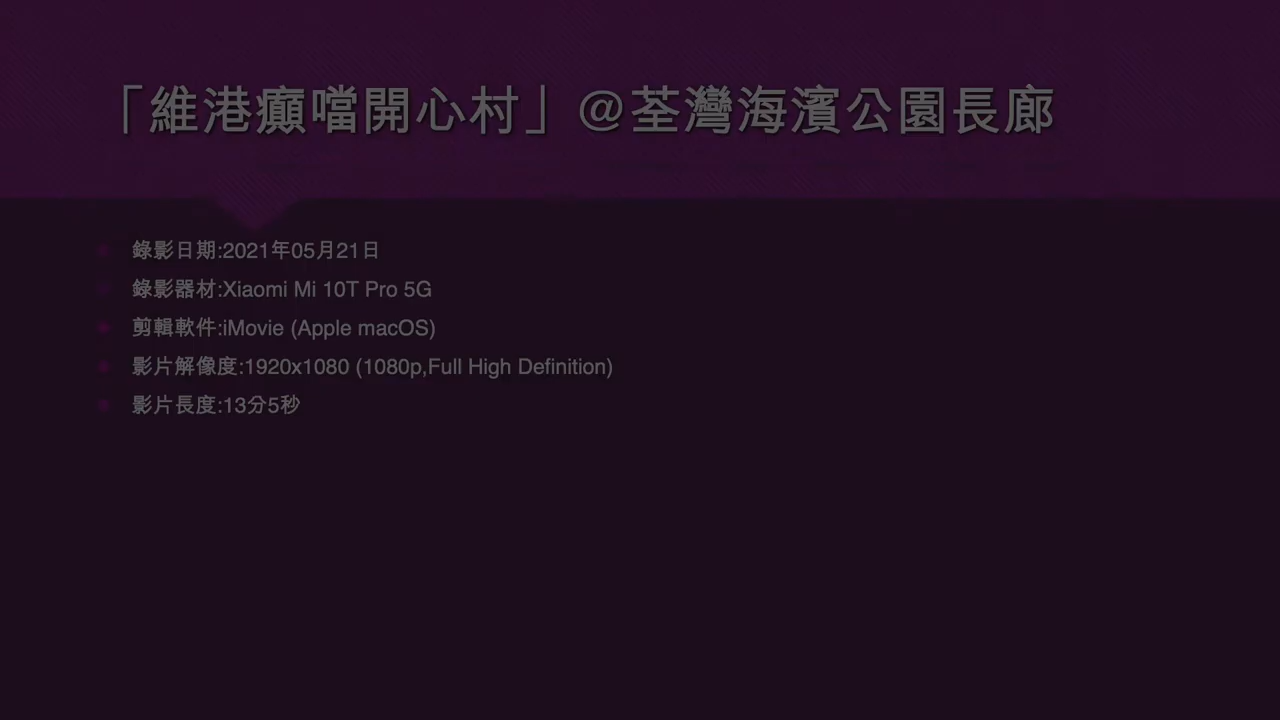 「維港癲噹開心村」@荃灣海濱公園長廊
錄影日期:2021年05月21日
錄影器材:Xiaomi Mi 10T Pro 5G
剪輯軟件:iMovie (Apple macOS)
影片解像度:1920x1080 (1080p,Full High Definition)
影片長度:13分5秒